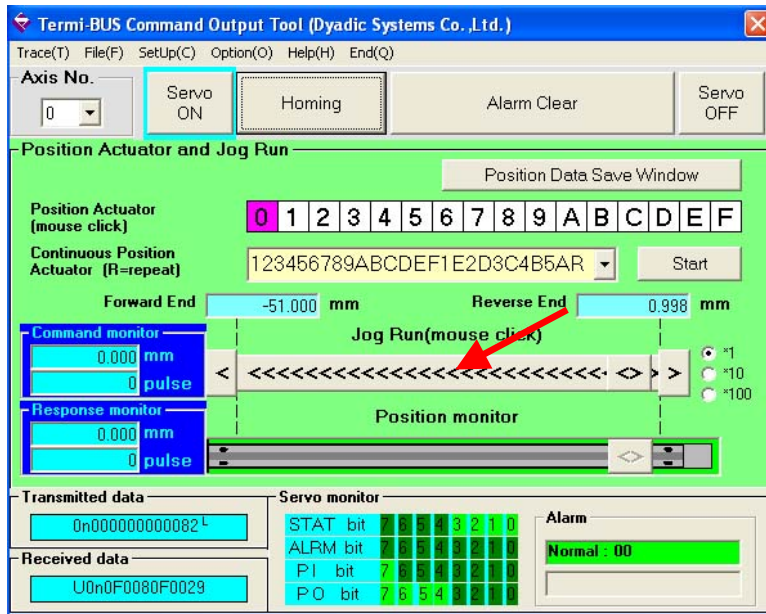 Termi-BUS Command Output Tool (Dyadic Systems Co.,Ltd.)
Trace(T) File(F) SetUp(C) Option(O) Help(H) End(Q)
Axis No.
0
Servo ON
Homing
Alarm Clear
Servo OFF
Position Actuator and Jog Run
Position Data Save Window
Position Actuator (mouse click)
0 1 2 3 4 5 6 7 8 9 A B C D E F
Continuous Position Actuator (R=repeat)
123456789ABCDEF1E2D3C4B5AR
Start
Forward End -51.000 mm
Reverse End 0.998 mm
Command monitor
0.000 mm
0 pulse
Jog Run(mouse click)
< <<<<<<<<<<<<<<<<<<<<<<<<< <> > >
*1
*10
*100
Response monitor
0.000 mm
0 pulse
Position monitor
<>
Transmitted data
0n000000000082 L
Received data
U0n0F0080F0029
Servo monitor
STAT bit 7 6 5 4 3 2 1 0
ALRM bit 7 6 5 4 3 2 1 0
P I bit 7 6 5 4 3 2 1 0
P O bit 7 6 5 4 3 2 1 0
Alarm
Normal : 00